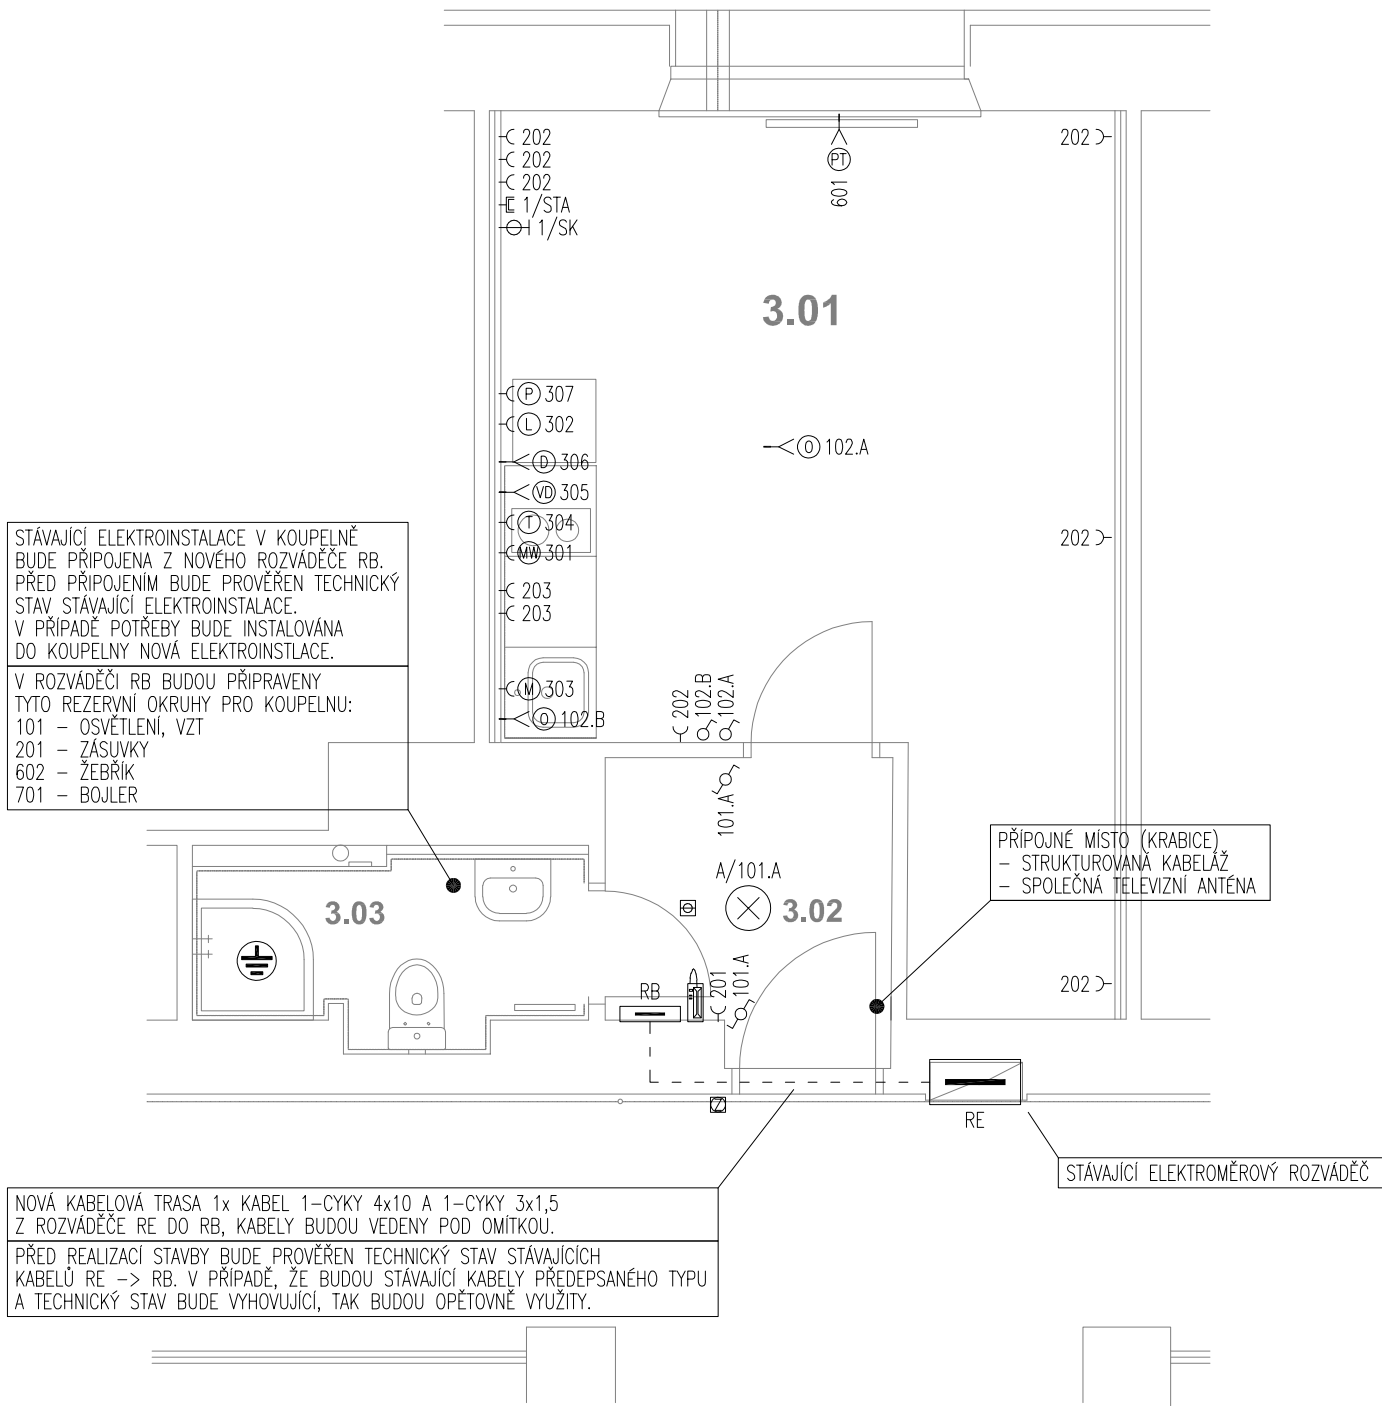 202
202
202
1/STA
1/SK
PT
601
202
3.01
P 307
L 302
D 306
VD 305
T 304
MW 301
203
203
M 303
O 102.B
O 102.A
202
202
102.B
102.A
STÁVAJÍCÍ ELEKTROINSTALACE V KOUPELNĚ
BUDE PŘIPOJENA Z NOVÉHO ROZVÁDĚČE RB.
PŘED PŘIPOJENÍM BUDE PROVĚŘEN TECHNICKÝ
STAV STÁVAJÍCÍ ELEKTROINSTALACE.
V PŘÍPADĚ POTŘEBY BUDE INSTALOVÁNA
DO KOUPELNY NOVÁ ELEKTROINSTLACE.
V ROZVÁDĚČI RB BUDOU PŘIPRAVENY
TYTO REZERVNÍ OKRUHY PRO KOUPELNU:
101 – OSVĚTLENÍ, VZT
201 – ZÁSUVKY
602 – ŽEBŘÍK
701 – BOJLER
101.A
A/101.A
3.02
3.03
PŘÍPOJNÉ MÍSTO (KRABICE)
– STRUKTUROVANÁ KABELÁŽ
– SPOLEČNÁ TELEVIZNÍ ANTÉNA
RB
201
101.A
202
Z
RE
STÁVAJÍCÍ ELEKTROMĚROVÝ ROZVÁDĚČ
NOVÁ KABELOVÁ TRASA 1x KABEL 1–CYKY 4x10 A 1–CYKY 3x1,5
Z ROZVÁDĚČE RE DO RB, KABELY BUDOU VEDENY POD OMÍTKOU.
PŘED REALIZACÍ STAVBY BUDE PROVĚŘEN TECHNICKÝ STAV STÁVAJÍCÍCH
KABELŮ RE –> RB. V PŘÍPADĚ, ŽE BUDOU STÁVAJÍCÍ KABELY PŘEDEPSANÉHO TYPU
A TECHNICKÝ STAV BUDE VYHOVUJÍCÍ, TAK BUDOU OPĚTOVNĚ VYUŽITY.